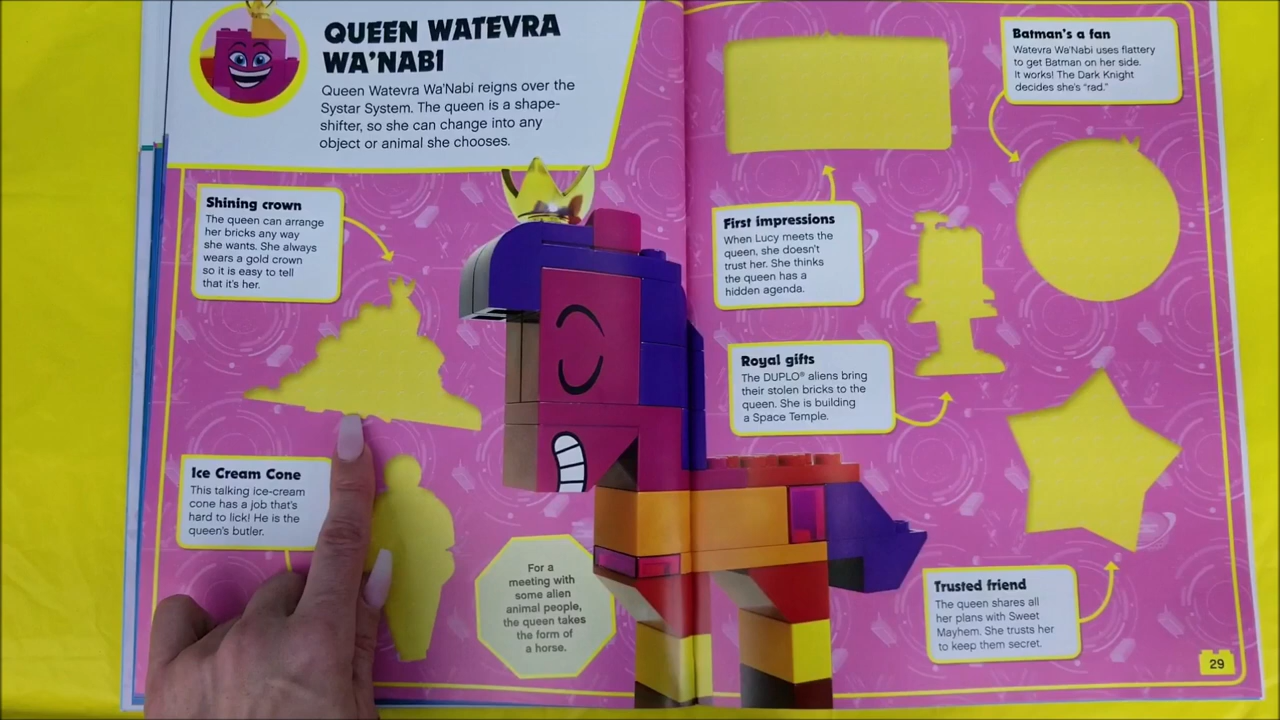 QUEEN WATEVRA
WA'NABI
Queen Watevra Wa'Nabi reigns over the
Systar System. The queen is a shape-
shifter, so she can change into any
object or animal she chooses.
Shining crown
The queen can arrange
her bricks any way
she wants. She always
wears a gold crown
so it is easy to tell
that it's her.
Ice Cream Cone
This talking ice-cream
cone has a job that's
hard to lick! He is the
queen's butler.
For a
meeting with
some alien
animal people,
the queen takes
the form of
a horse.
First impressions
When Lucy meets the
queen, she doesn't
trust her. She thinks
the queen has a
hidden agenda.
Batman's a fan
Watevra Wa'Nabi uses flattery
to get Batman on her side.
It works! The Dark Knight
decides she's "rad."
Royal gifts
The DUPLO® aliens bring
their stolen bricks to the
queen. She is building
a Space Temple.
Trusted friend
The queen shares all
her plans with Sweet
Mayhem. She trusts her
to keep them secret.
29